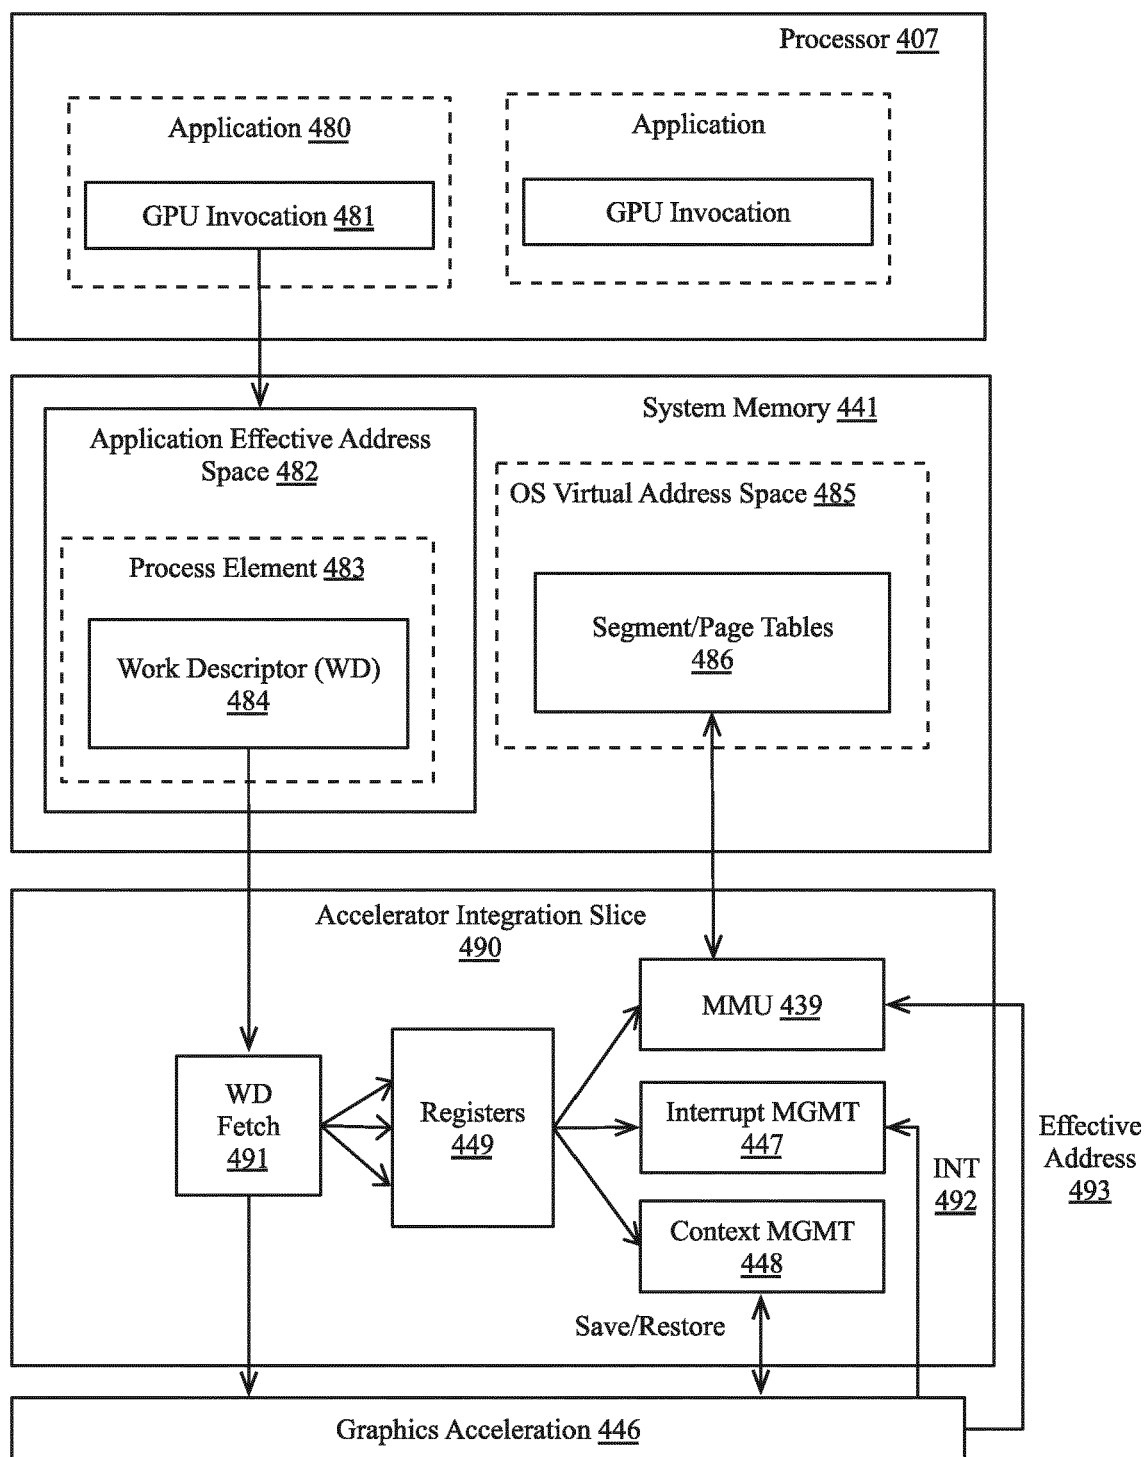 Processor 407
Application 480
Application
GPU Invocation 481
GPU Invocation
System Memory 441
Application Effective Address
Space 482
OS Virtual Address Space 485
Process Element 483
Segment/Page Tables
486
Work Descriptor (WD)
484
Accelerator Integration Slice
490
MMU 439
WD
Fetch
491
Registers
449
Interrupt MGMT
447
Effective
Address
493
INT
492
Context MGMT
448
Save/Restore
Graphics Acceleration 446